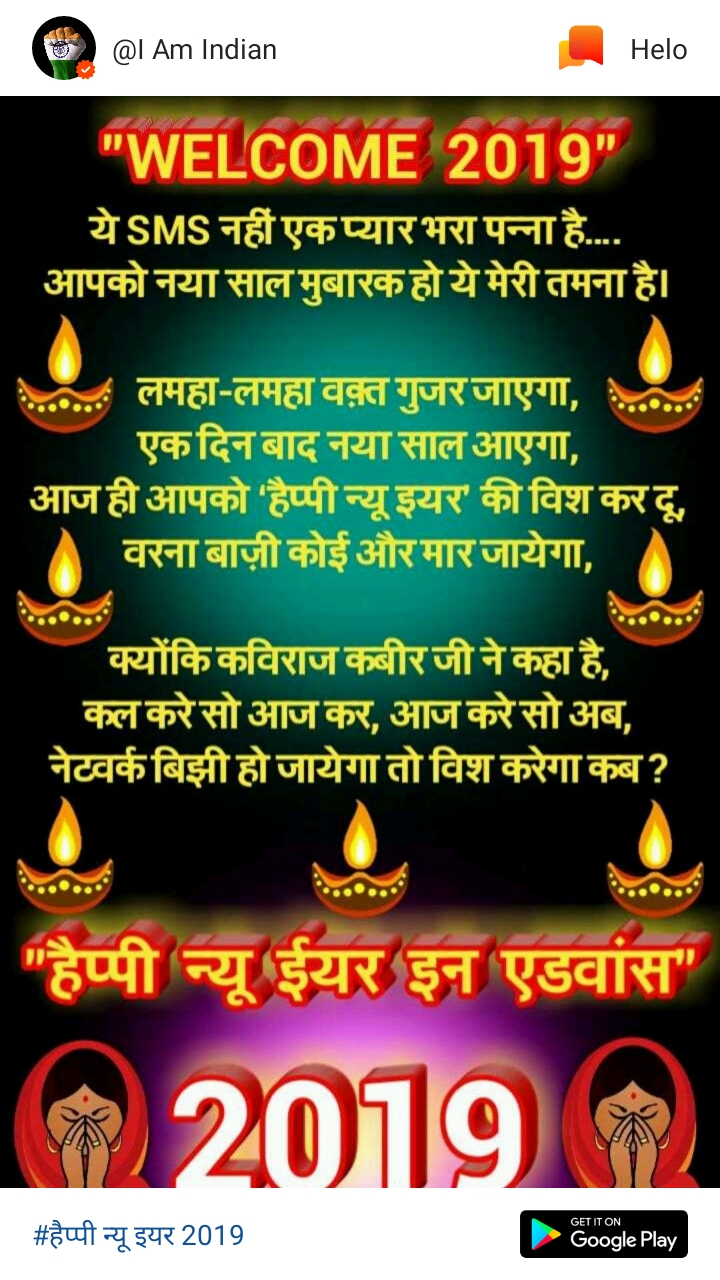 @I Am Indian
Helo
"WELCOME 2019"
ये SMS नहीं एक प्यार भरा पन्ना है....
आपको नया साल मुबारक हो ये मेरी तमना है।
लमहा-लमहा वक़्त गुजर जाएगा,
एक दिन बाद नया साल आएगा,
आज ही आपको 'हैप्पी न्यू इयर' की विश कर दू,
वरना बाज़ी कोई और मार जायेगा,
क्योंकि कविराज कबीर जी ने कहा है,
कल करे सो आज कर, आज करे सो अब,
नेटवर्क बिझी हो जायेगा तो विश करेगा कब ?
"हैप्पी न्यू ईयर इन एडवांस"
2019
#हैप्पी न्यू इयर 2019
GET IT ON
Google Play